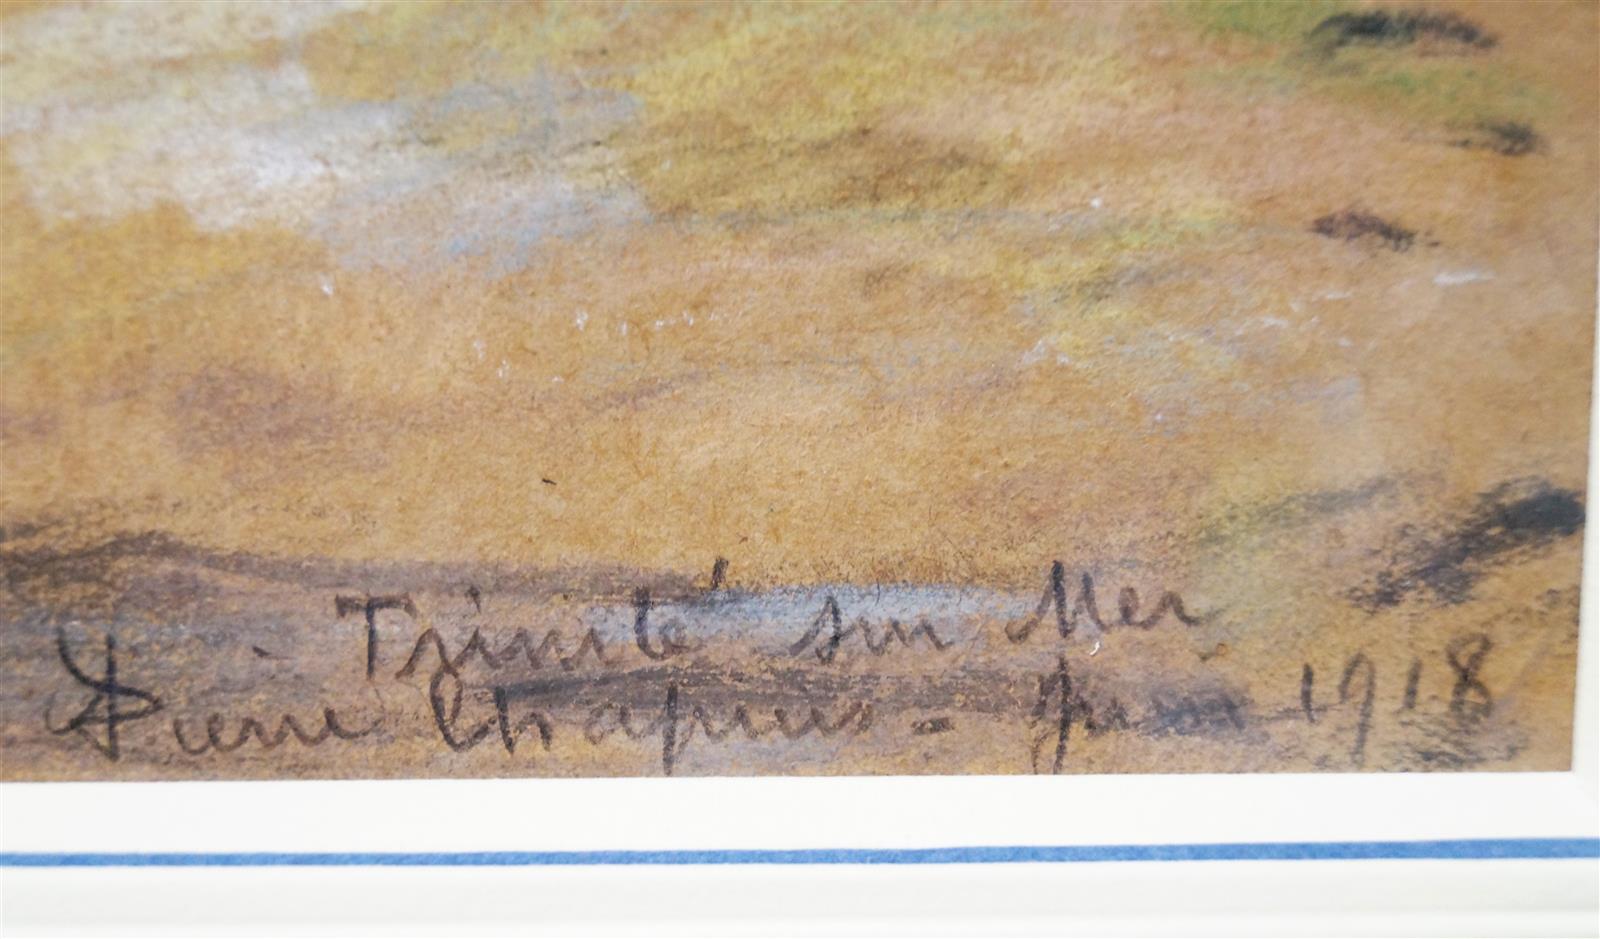 Trinité sur Mer
Pierre Chapuis - juin 1918